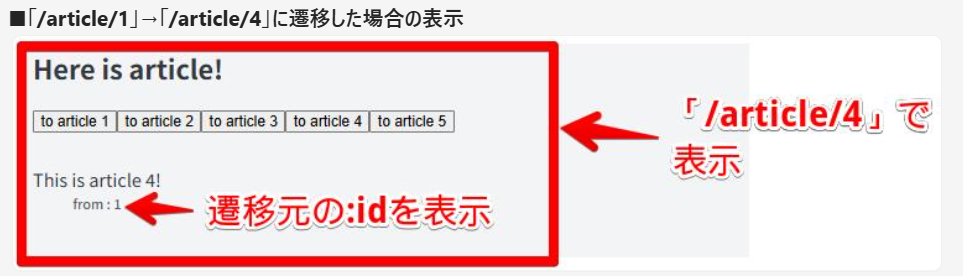 ■「/article/1」→「/article/4」に遷移した場合の表示
Here is article!
to article 1 to article 2 to article 3 to article 4 to article 5
「/article/4」で
表示
This is article 4!
from : 1
遷移元の:idを表示